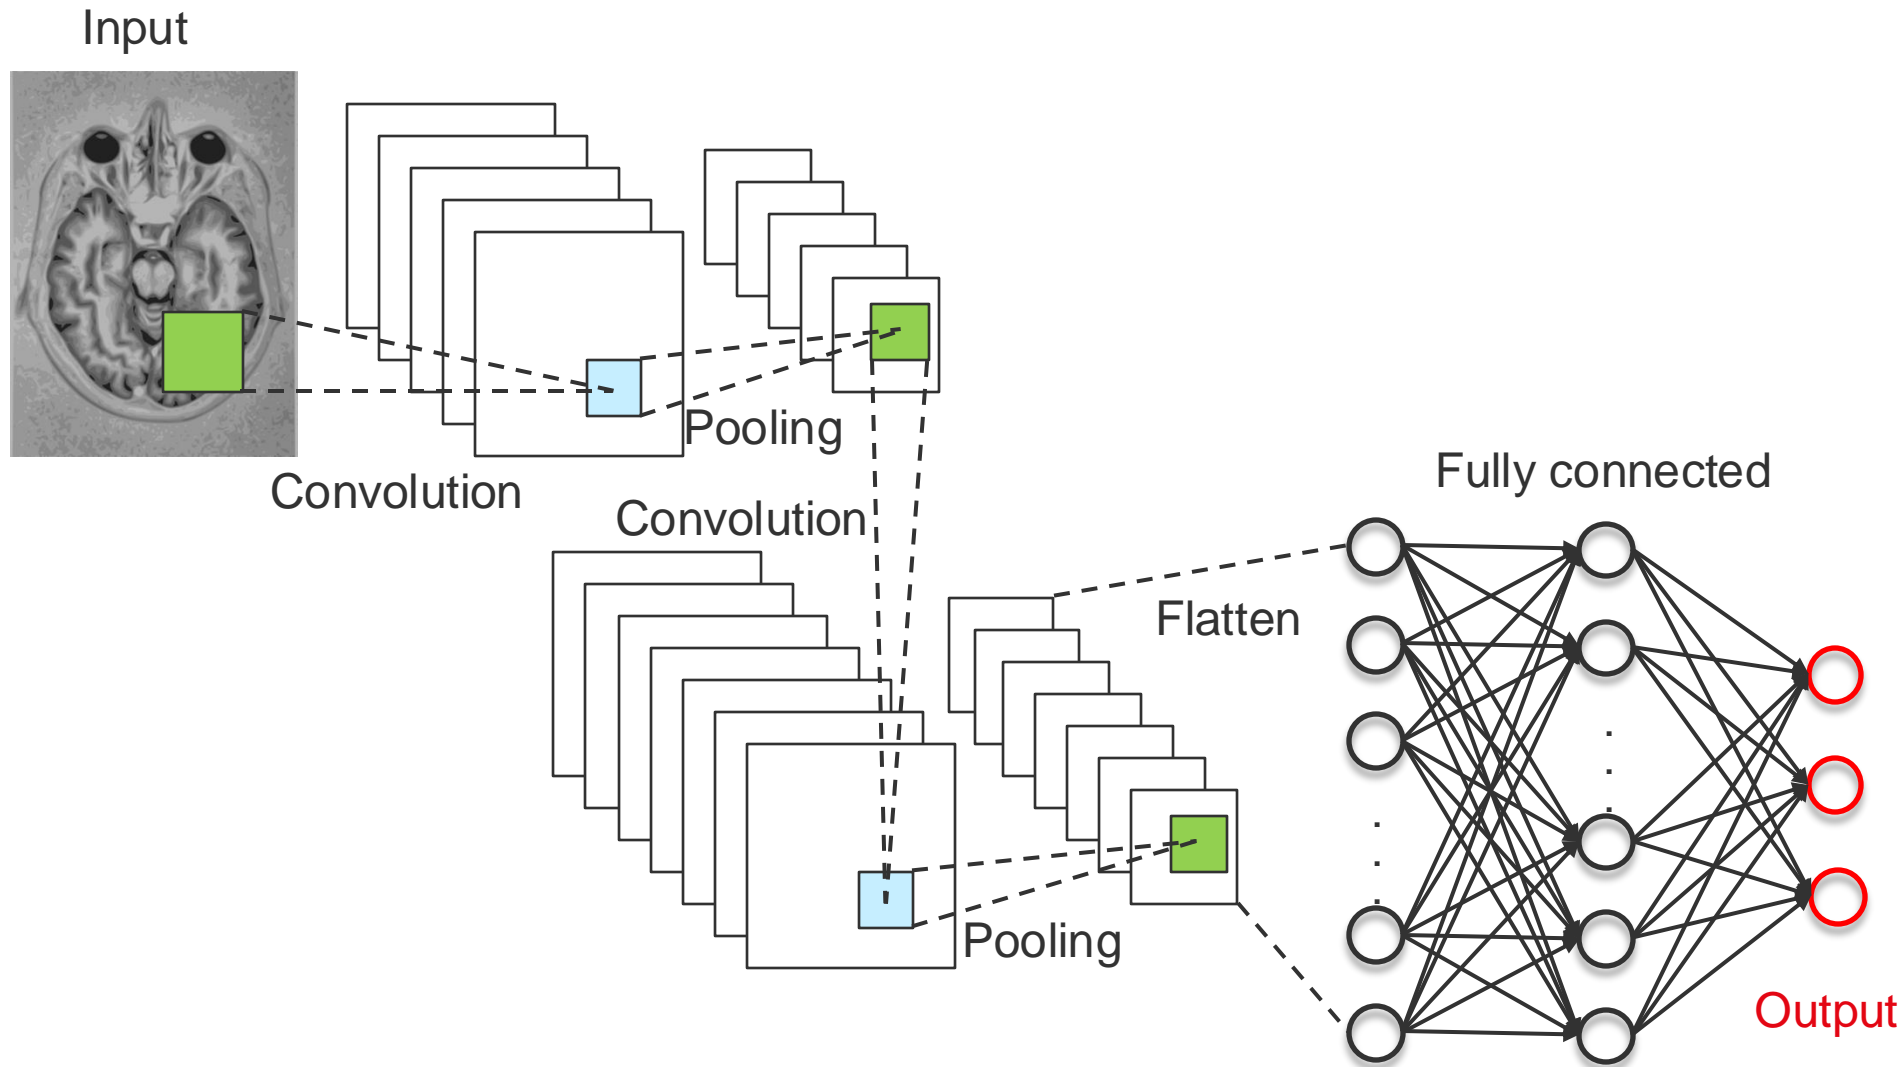 Input
Convolution
Pooling
Convolution
Pooling
Flatten
Fully connected
Output